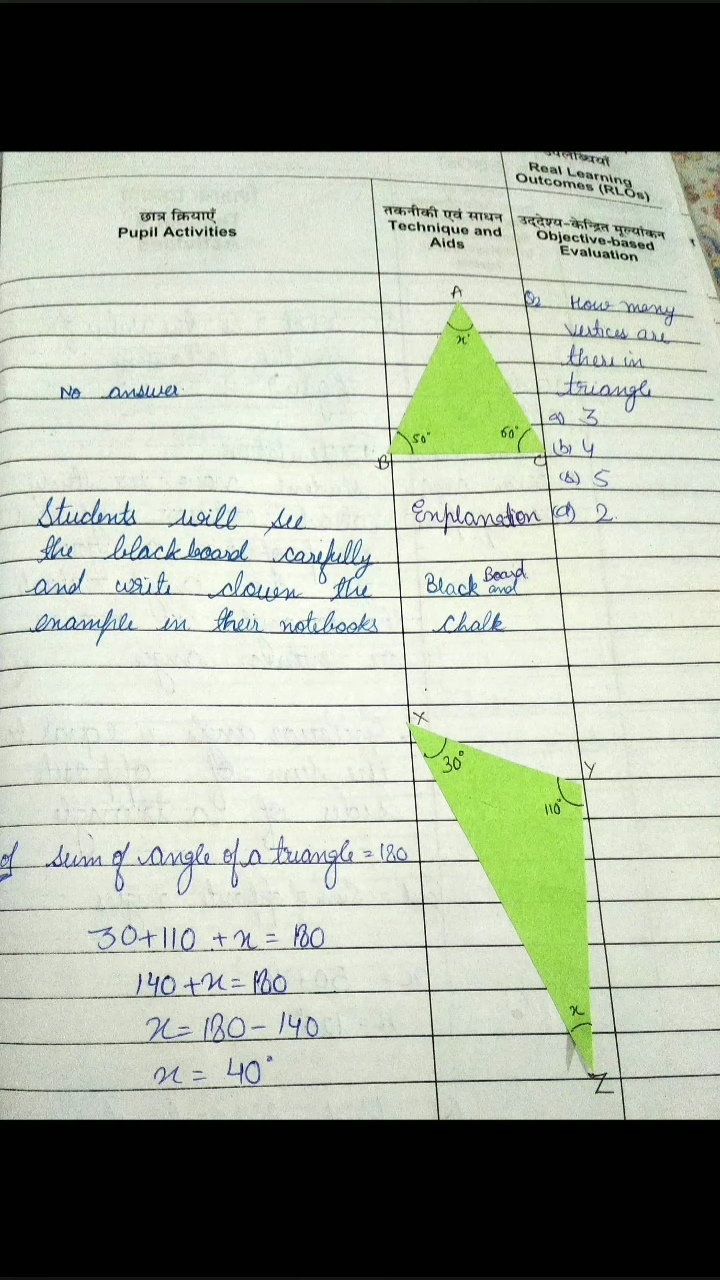 उपलब्धियाँ
Real Learning
Outcomes (RLOs)
छात्र क्रियाएँ
Pupil Activities
तकनीकी एवं साधन
Technique and
Aids
उद्देश्य-केन्द्रित मूल्यांकन
Objective-based
Evaluation
No answer
A
x°
50°
60°
B
C
Q2 How many
vertices are
there in
triangle
a) 3
(b) 4
(c) 5
(d) 2
Students will see
the blackboard carefully
and write down the
example in their notebooks
Explanation
Black Board
and
chalk
X
30°
Y
110°
x
Z
of sum of angle of a triangle = 180
30+110 + x = 180
140 + x = 180
x = 180 - 140
x = 40°